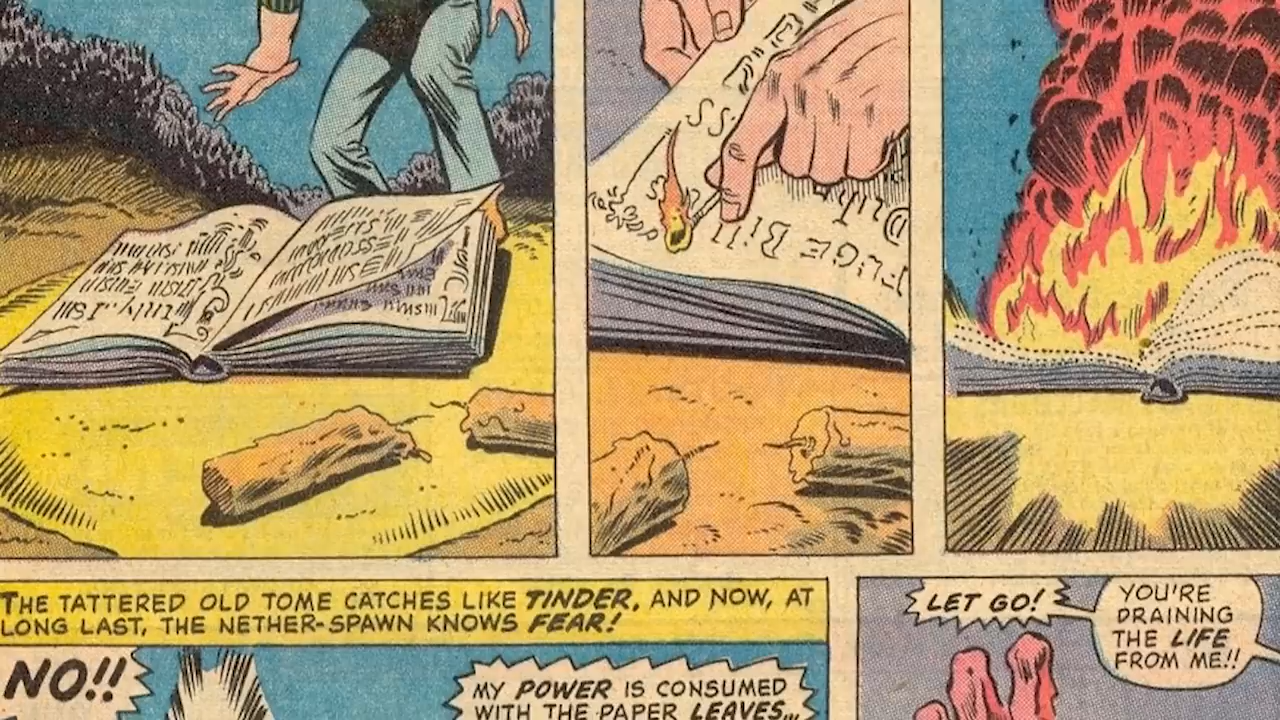 THE TATTERED OLD TOME CATCHES LIKE TINDER, AND NOW, AT
LONG LAST, THE NETHER-SPAWN KNOWS FEAR!
NO!!
MY POWER IS CONSUMED
WITH THE PAPER LEAVES...
LET GO!
YOU'RE
DRAINING
THE LIFE
FROM ME!!